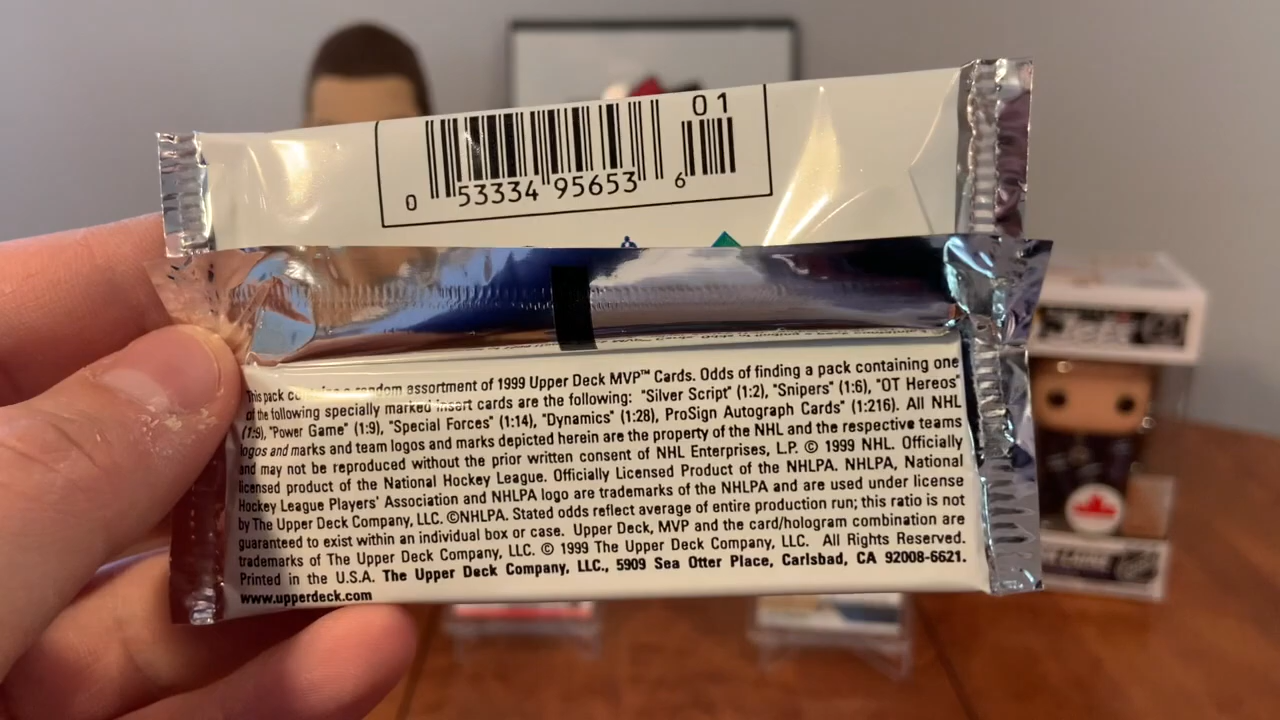 01
0 53334 95653 6
This pack random assortment of 1999 Upper Deck MVP™ Cards. Odds of finding a pack containing one
of the following specially marked insert cards are the following: "Silver Script" (1:2), "Snipers" (1:6), "OT Hereos"
(1:9), "Power Game" (1:9), "Special Forces" (1:14), "Dynamics" (1:28), ProSign Autograph Cards" (1:216). All NHL
logos and marks and team logos and marks depicted herein are the property of the NHL and the respective teams
and may not be reproduced without the prior written consent of NHL Enterprises, L.P. © 1999 NHL. Officially
licensed product of the National Hockey League. Officially Licensed Product of the NHLPA. NHLPA, National
Hockey League Players' Association and NHLPA logo are trademarks of the NHLPA and are used under license
by The Upper Deck Company, LLC. ©NHLPA. Stated odds reflect average of entire production run; this ratio is not
guaranteed to exist within an individual box or case. Upper Deck, MVP and the card/hologram combination are
trademarks of The Upper Deck Company, LLC. © 1999 The Upper Deck Company, LLC. All Rights Reserved.
Printed in the U.S.A. The Upper Deck Company, LLC., 5909 Sea Otter Place, Carlsbad, CA 92008-6621.
www.upperdeck.com